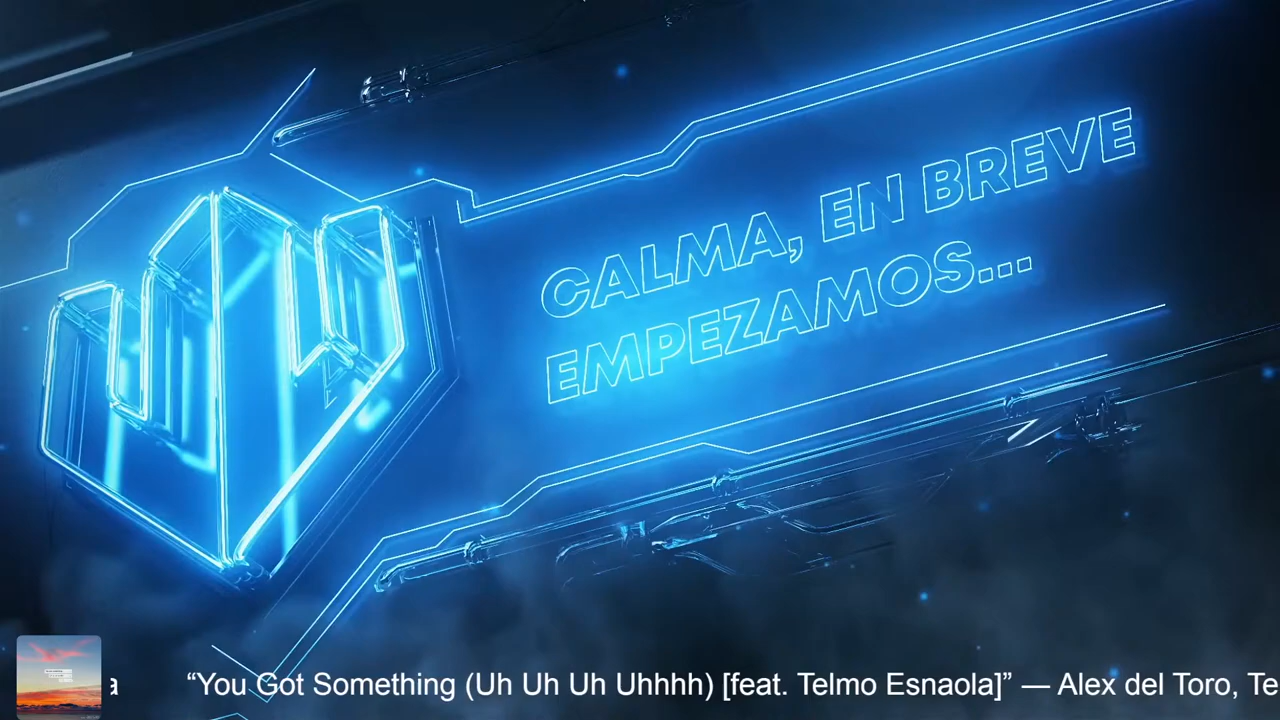 CALMA, EN BREVE
EMPEZAMOS...
a “You Got Something (Uh Uh Uh Uhhhh) [feat. Telmo Esnaola]” — Alex del Toro, Te